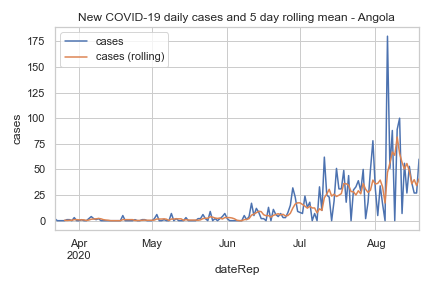 New COVID-19 daily cases and 5 day rolling mean - Angola
cases
cases (rolling)
175
150
125
100
75
50
25
0
cases
Apr
2020
May
Jun
Jul
Aug
dateRep